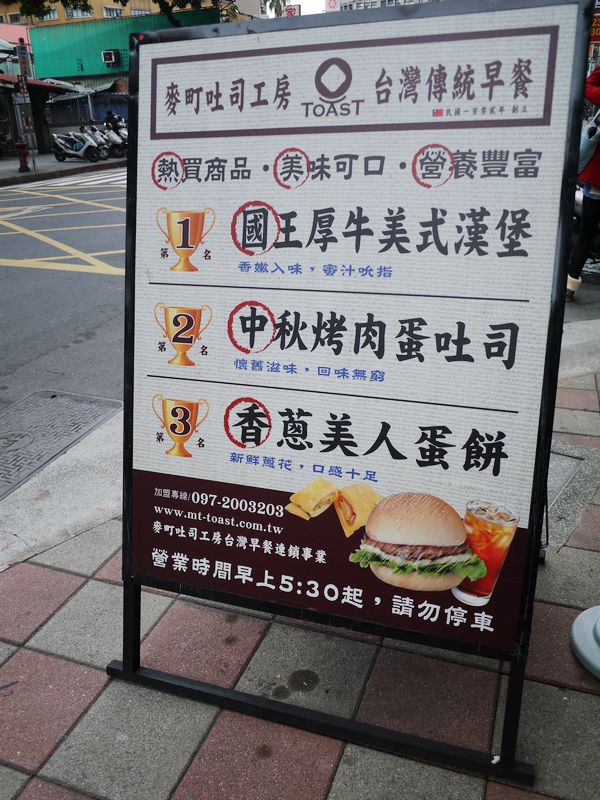 麥町吐司工房 TOAST 台灣傳統早餐
民國一百零貳年 創立
熱買商品・美味可口・營養豐富
第1名 國王厚牛美式漢堡
香嫩入味，蜜汁吮指
第2名 中秋烤肉蛋吐司
懷舊滋味，回味無窮
第3名 香蔥美人蛋餅
新鮮蔥花，口感十足
加盟專線/097-2003203
www.mt-toast.com.tw
麥町吐司工房台灣早餐連鎖事業
營業時間早上5:30起，請勿停車